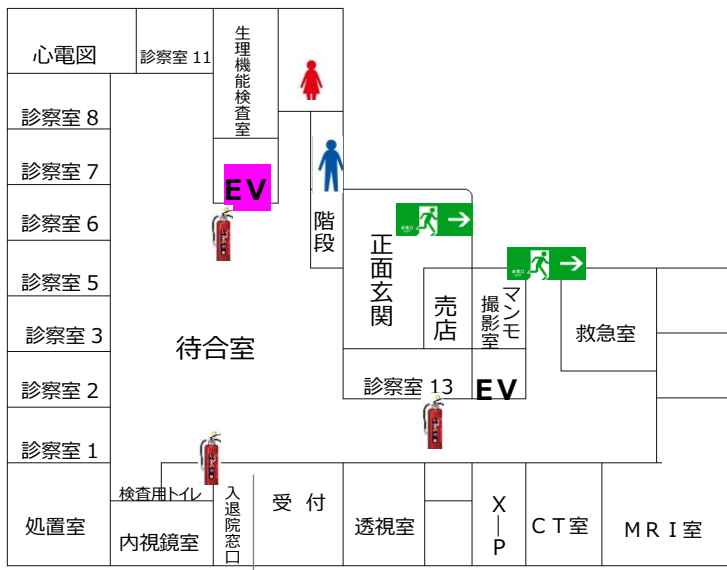 心電図
診察室 11
生理機能検査室
診察室 8
診察室 7
EV
階段
診察室 6
正面玄関
診察室 5
売店
マンモ
撮影室
救急室
診察室 3
待合室
診察室 2
診察室 13
EV
診察室 1
検査用トイレ
入退院窓口
受 付
処置室
内視鏡室
透視室
X―P
CT室
MRI室